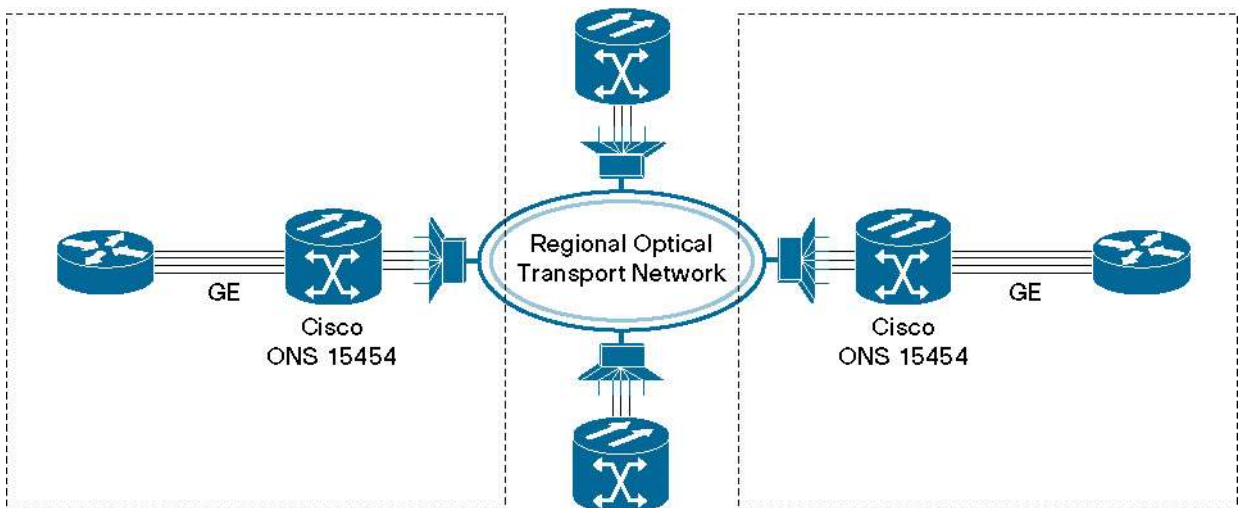 Regional Optical
Transport Network
GE
Cisco
ONS 15454
GE
Cisco
ONS 15454